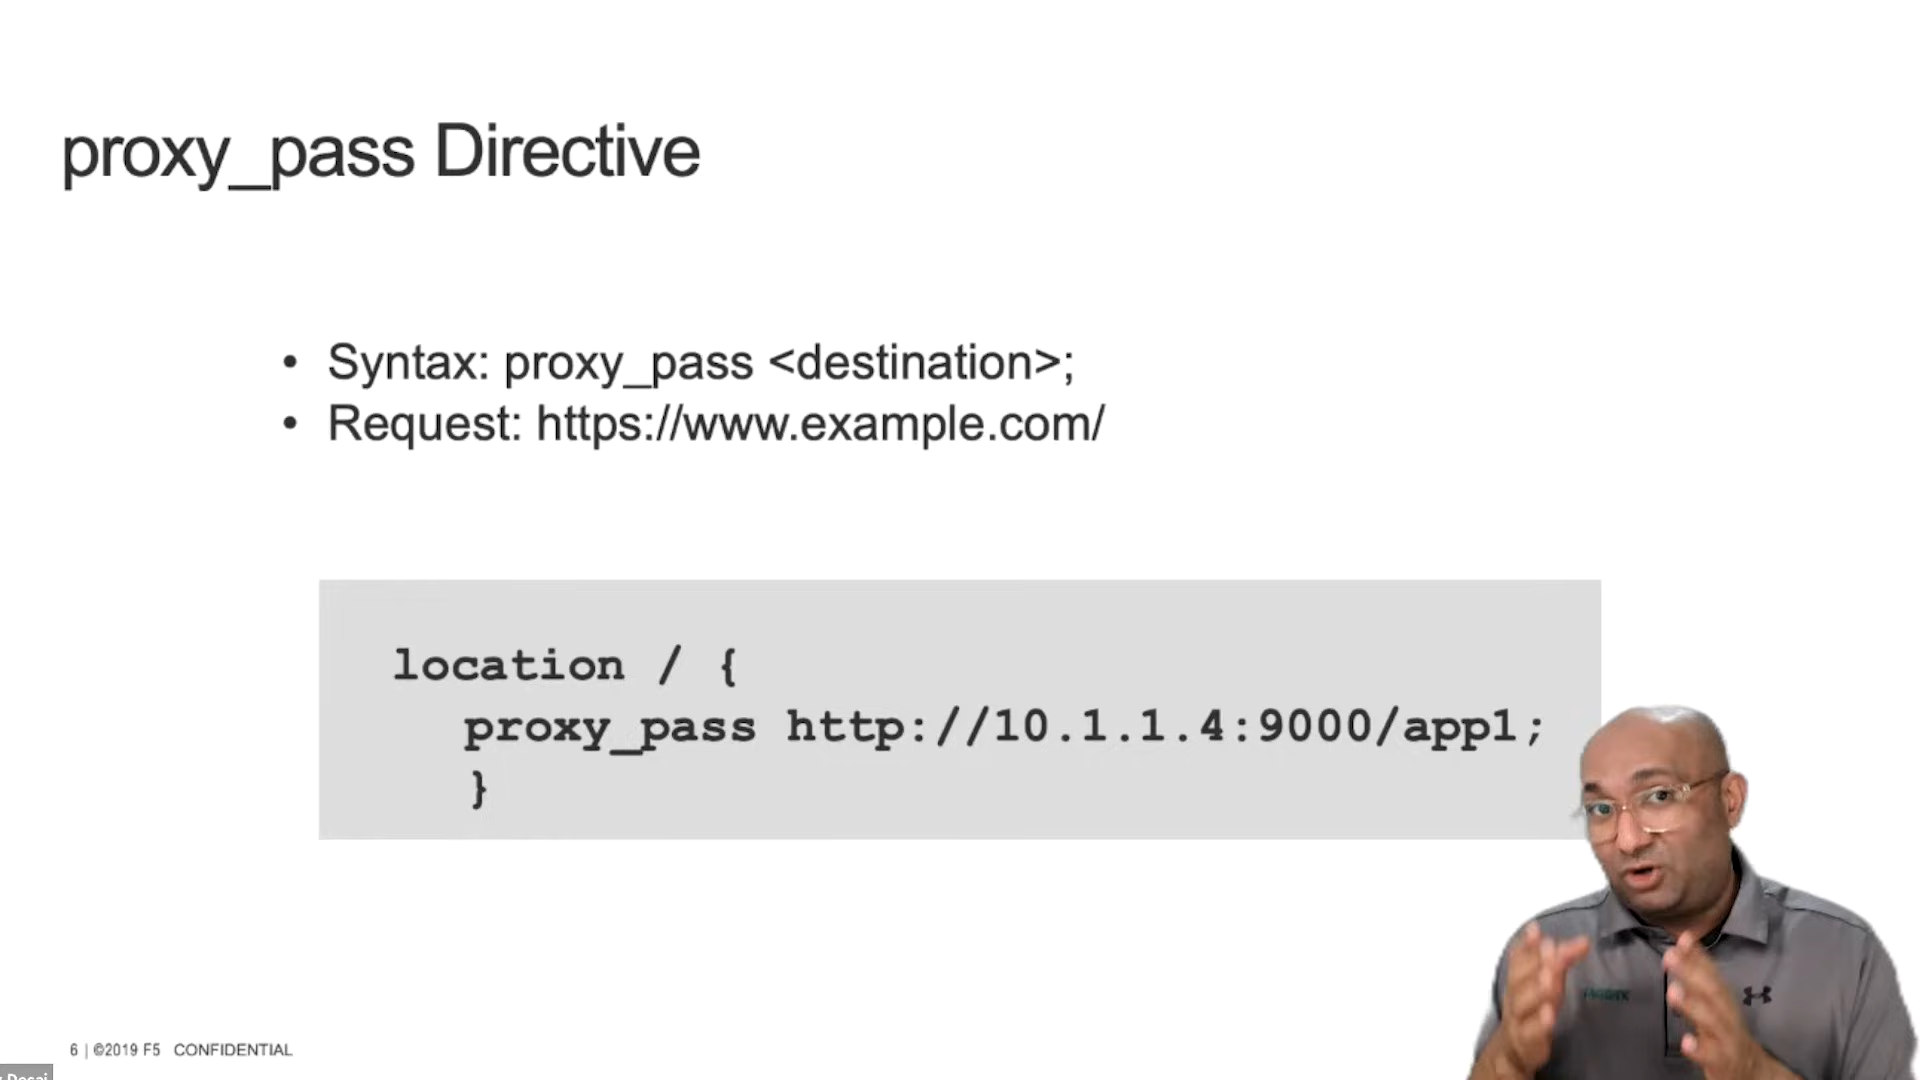 proxy_pass Directive
• Syntax: proxy_pass <destination>;
• Request: https://www.example.com/
location / {
proxy_pass http://10.1.1.4:9000/app1;
}
6 | ©2019 F5 CONFIDENTIAL